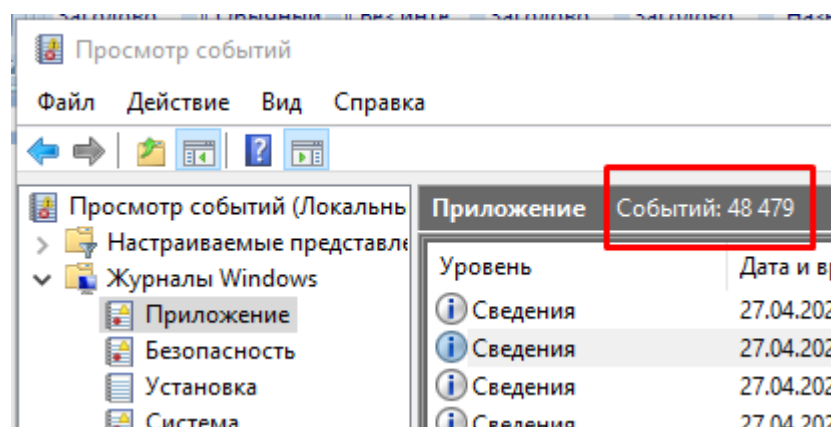 Просмотр событий
Файл Действие Вид Справка
Просмотр событий (Локальнь
Настраиваемые представле
Журналы Windows
Приложение
Безопасность
Установка
Система
Приложение Событий: 48 479
Уровень Дата и в
Сведения 27.04.202
Сведения 27.04.202
Сведения 27.04.202
Сведения 27.04.202